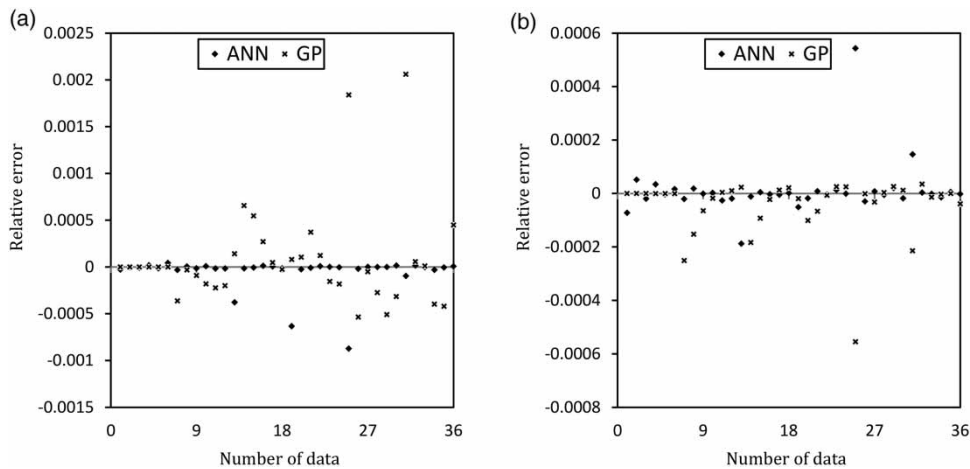 (a)
0.0025
0.002
0.0015
0.001
0.0005
0
-0.0005
-0.001
-0.0015
Relative error
ANN GP
0 9 18 27 36
Number of data
(b)
0.0006
0.0004
0.0002
0
-0.0002
-0.0004
-0.0006
-0.0008
Relative error
ANN GP
0 9 18 27 36
Number of data